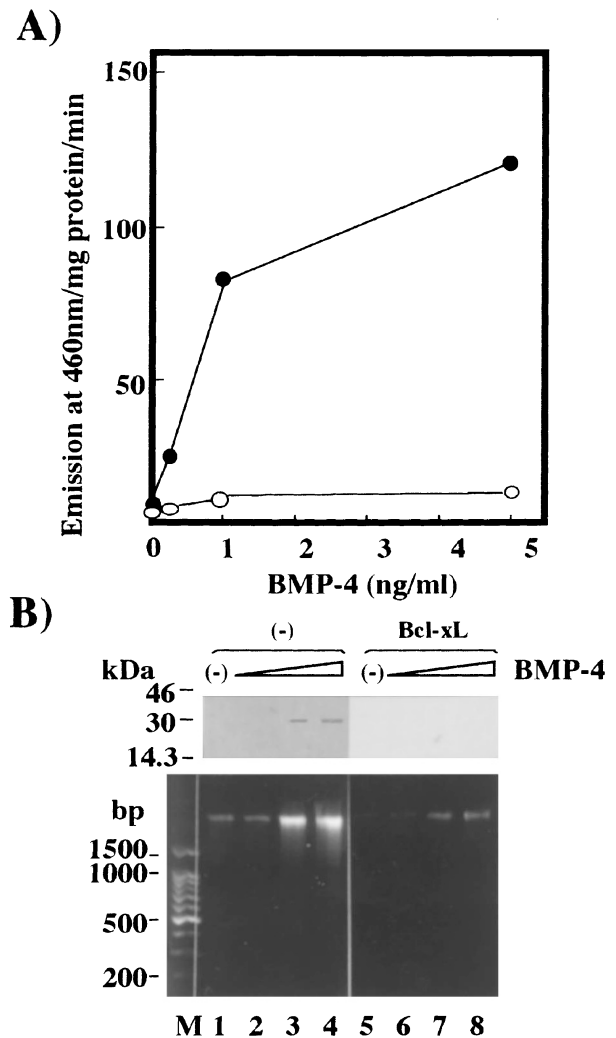 A)
150
100
50
Emission at 460nm/mg protein/min
0 1 2 3 4 5
BMP-4 (ng/ml)
B)
(-) Bcl-xL
kDa (-) (-) BMP-4
46
30
14.3
bp
1500
1000
500
200
M 1 2 3 4 5 6 7 8